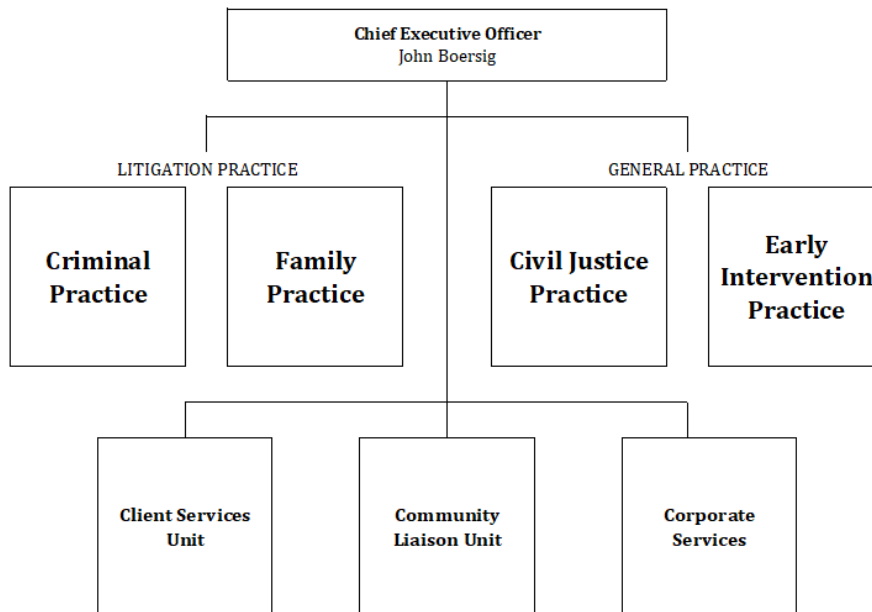 Chief Executive Officer
John Boersig
LITIGATION PRACTICE
GENERAL PRACTICE
Criminal
Practice
Family
Practice
Civil Justice
Practice
Early
Intervention
Practice
Client Services
Unit
Community
Liaison Unit
Corporate
Services